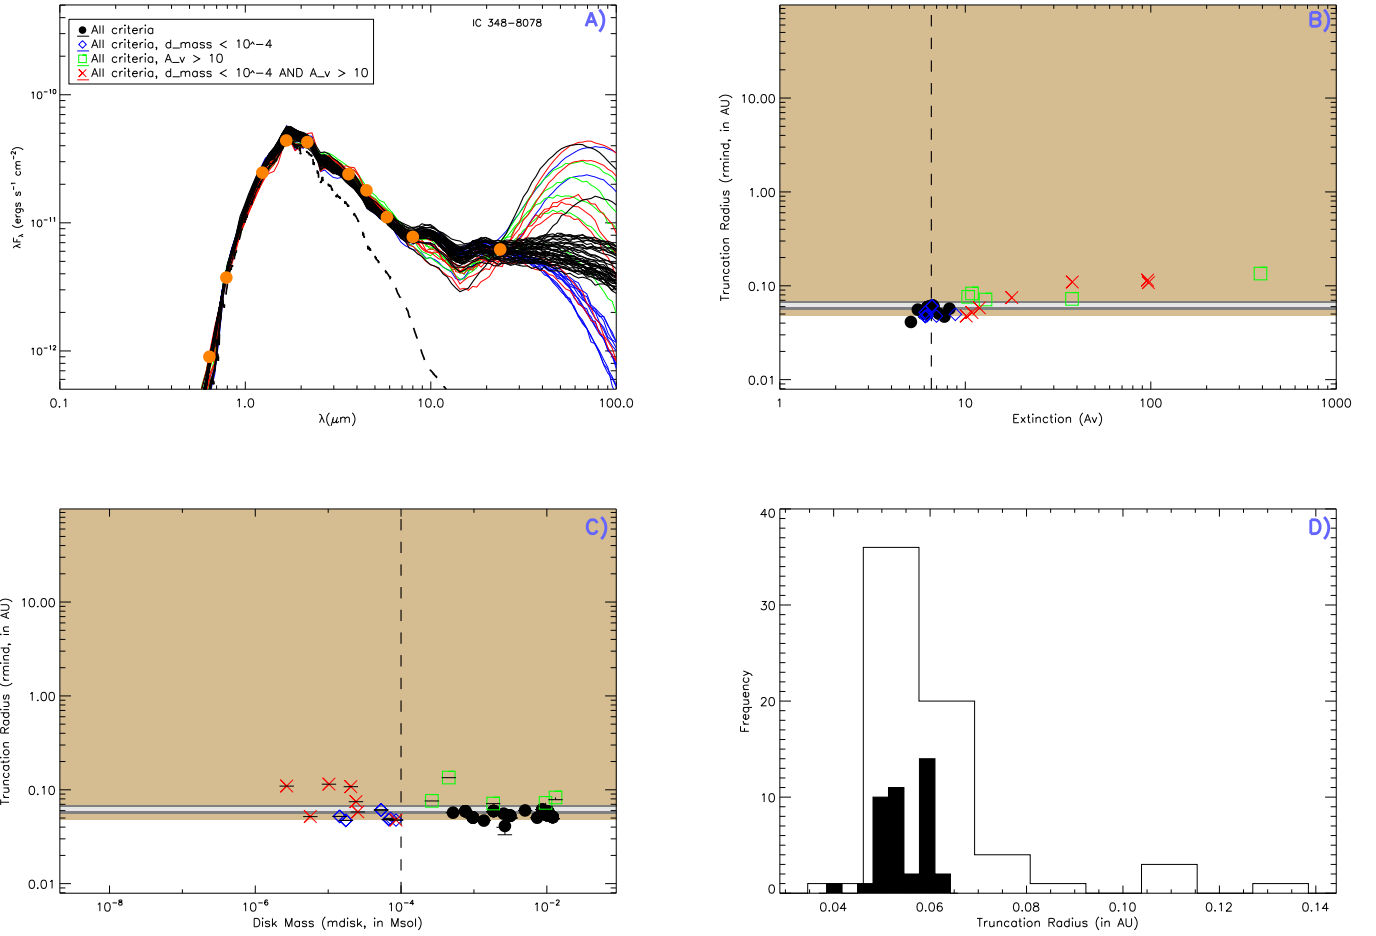 IC 348-8078
A)
All criteria
All criteria, d_mass < 10^-4
All criteria, A_v > 10
All criteria, d_mass < 10^-4 AND A_v > 10
10⁻¹⁰
10⁻¹¹
10⁻¹²
λFλ (ergs s⁻¹ cm⁻²)
0.1 1.0 10.0 100.0
λ(μm)
B)
10.00
1.00
0.10
0.01
Truncation Radius (rmind, in AU)
1 10 100 1000
Extinction (Av)
C)
10.00
1.00
0.10
0.01
Truncation Radius (rmind, in AU)
10⁻⁸ 10⁻⁶ 10⁻⁴ 10⁻²
Disk Mass (mdisk, in Msol)
D)
40
30
20
10
0
Frequency
0.04 0.06 0.08 0.10 0.12 0.14
Truncation Radius (in AU)